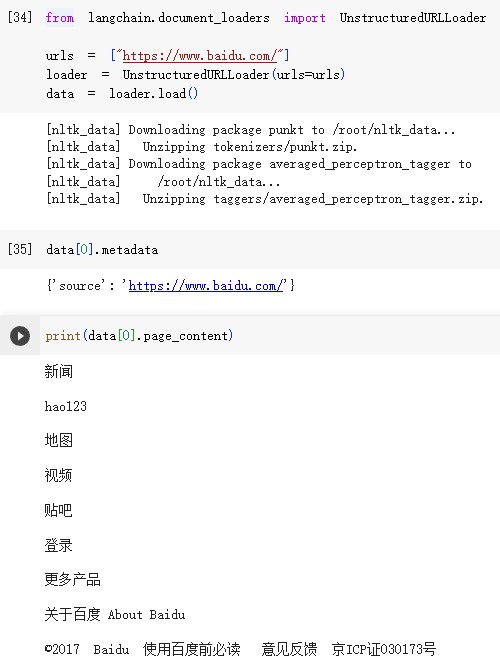 [34] from langchain.document_loaders import UnstructuredURLLoader
urls = ["https://www.baidu.com/"]
loader = UnstructuredURLLoader(urls=urls)
data = loader.load()
[nltk_data] Downloading package punkt to /root/nltk_data...
[nltk_data]   Unzipping tokenizers/punkt.zip.
[nltk_data] Downloading package averaged_perceptron_tagger to
[nltk_data]     /root/nltk_data...
[nltk_data]   Unzipping taggers/averaged_perceptron_tagger.zip.
[35] data[0].metadata
{'source': 'https://www.baidu.com/'}
print(data[0].page_content)
新闻
hao123
地图
视频
贴吧
登录
更多产品
关于百度 About Baidu
©2017 Baidu 使用百度前必读 意见反馈 京ICP证030173号